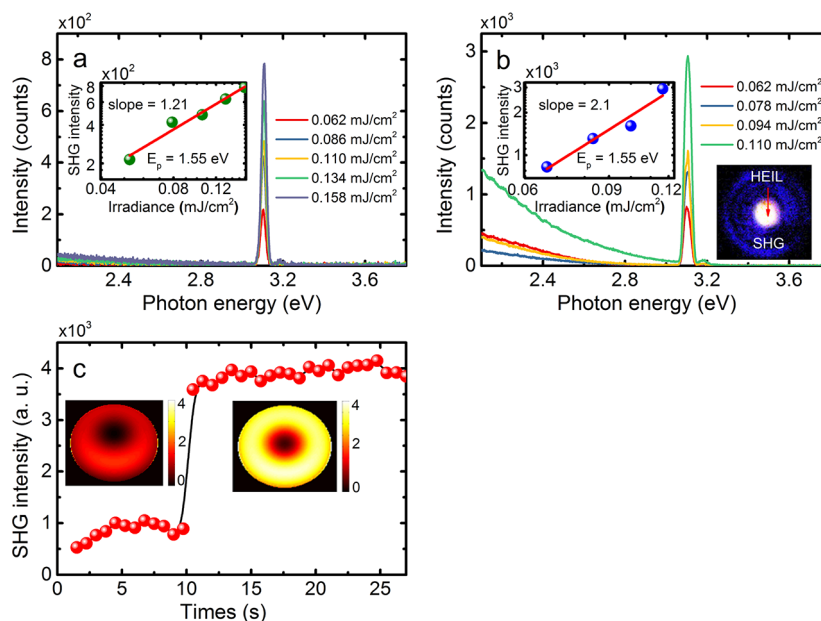 x10²
a
8
6
4
2
0
Intensity (counts)
2.4 2.8 3.2 3.6
Photon energy (eV)
x10²
8
6
4
2
SHG intensity
slope = 1.21
Eₚ = 1.55 eV
0.04 0.08 0.12
Irradiance (mJ/cm²)
0.062 mJ/cm²
0.086 mJ/cm²
0.110 mJ/cm²
0.134 mJ/cm²
0.158 mJ/cm²
x10³
b
3
2
1
0
Intensity (counts)
2.4 2.8 3.2 3.6
Photon energy (eV)
x10³
3
2
1
SHG intensity
slope = 2.1
Eₚ = 1.55 eV
0.06 0.09 0.12
Irradiance (mJ/cm²)
0.062 mJ/cm²
0.078 mJ/cm²
0.094 mJ/cm²
0.110 mJ/cm²
HEIL
SHG
x10³
c
4
3
2
1
0
SHG intensity (a. u.)
4
2
0
4
2
0
0 5 10 15 20 25
Times (s)